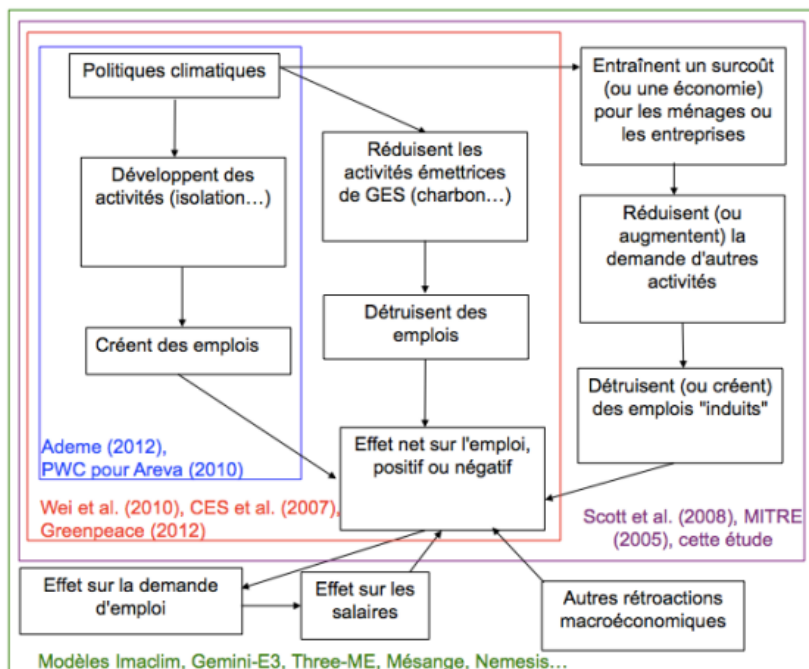 Politiques climatiques
Entraînent un surcoût
(ou une économie)
pour les ménages ou
les entreprises
Développent des
activités (isolation…)
Réduisent les
activités émettrices
de GES (charbon…)
Réduisent (ou
augmentent) la
demande d'autres
activités
Créent des emplois
Détruisent des
emplois
Détruisent (ou créent)
des emplois "induits"
Ademe (2012),
PWC pour Areva (2010)
Effet net sur l'emploi,
positif ou négatif
Wei et al. (2010), CES et al. (2007),
Greenpeace (2012)
Scott et al. (2008), MITRE
(2005), cette étude
Effet sur la demande
d'emploi
Effet sur les
salaires
Autres rétroactions
macroéconomiques
Modèles Imaclim, Gemini-E3, Three-ME, Mésange, Nemesis…